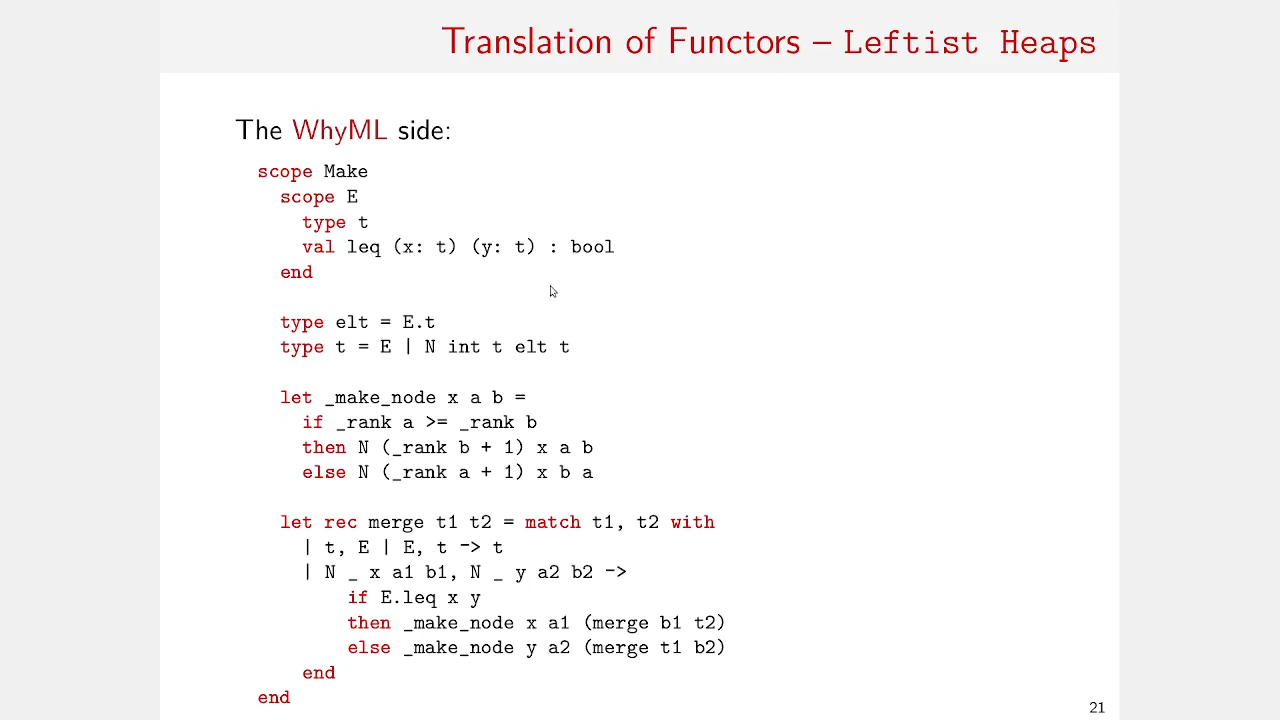 Translation of Functors – Leftist Heaps
The WhyML side:
scope Make
scope E
type t
val leq (x: t) (y: t) : bool
end
type elt = E.t
type t = E | N int t elt t
let _make_node x a b =
if _rank a >= _rank b
then N (_rank b + 1) x a b
else N (_rank a + 1) x b a
let rec merge t1 t2 = match t1, t2 with
| t, E | E, t -> t
| N _ x a1 b1, N _ y a2 b2 ->
if E.leq x y
then _make_node x a1 (merge b1 t2)
else _make_node y a2 (merge t1 b2)
end
end
21